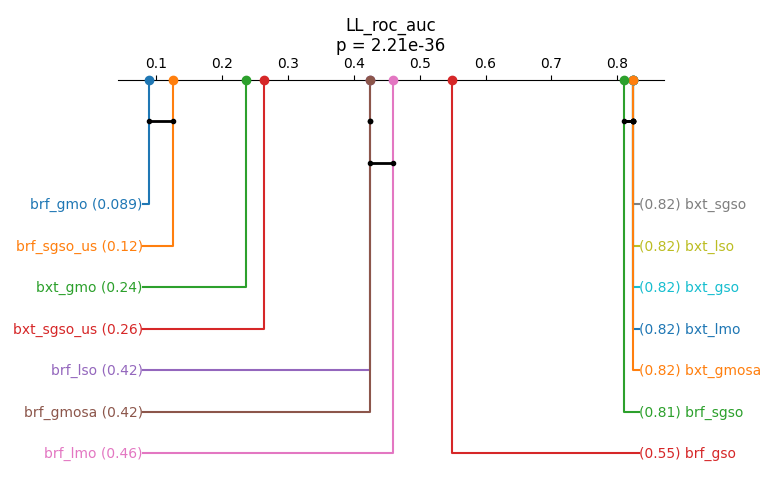 LL_roc_auc
p = 2.21e-36
0.1 0.2 0.3 0.4 0.5 0.6 0.7 0.8
brf_gmo (0.089) (0.82) bxt_sgso
brf_sgso_us (0.12) (0.82) bxt_lso
bxt_gmo (0.24) (0.82) bxt_gso
bxt_sgso_us (0.26) (0.82) bxt_lmo
brf_lso (0.42) (0.82) bxt_gmosa
brf_gmosa (0.42) (0.81) brf_sgso
brf_lmo (0.46) (0.55) brf_gso